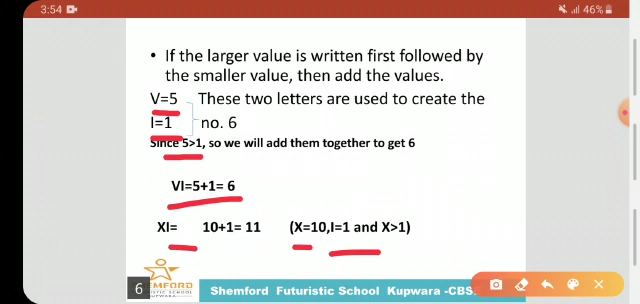 3:54 46%
• If the larger value is written first followed by
the smaller value, then add the values.
V=5 These two letters are used to create the
I=1 no. 6
Since 5>1, so we will add them together to get 6
VI=5+1= 6
XI= 10+1= 11 (X=10,I=1 and X>1)
6
Shemford Futuristic School Kupwara -CBS